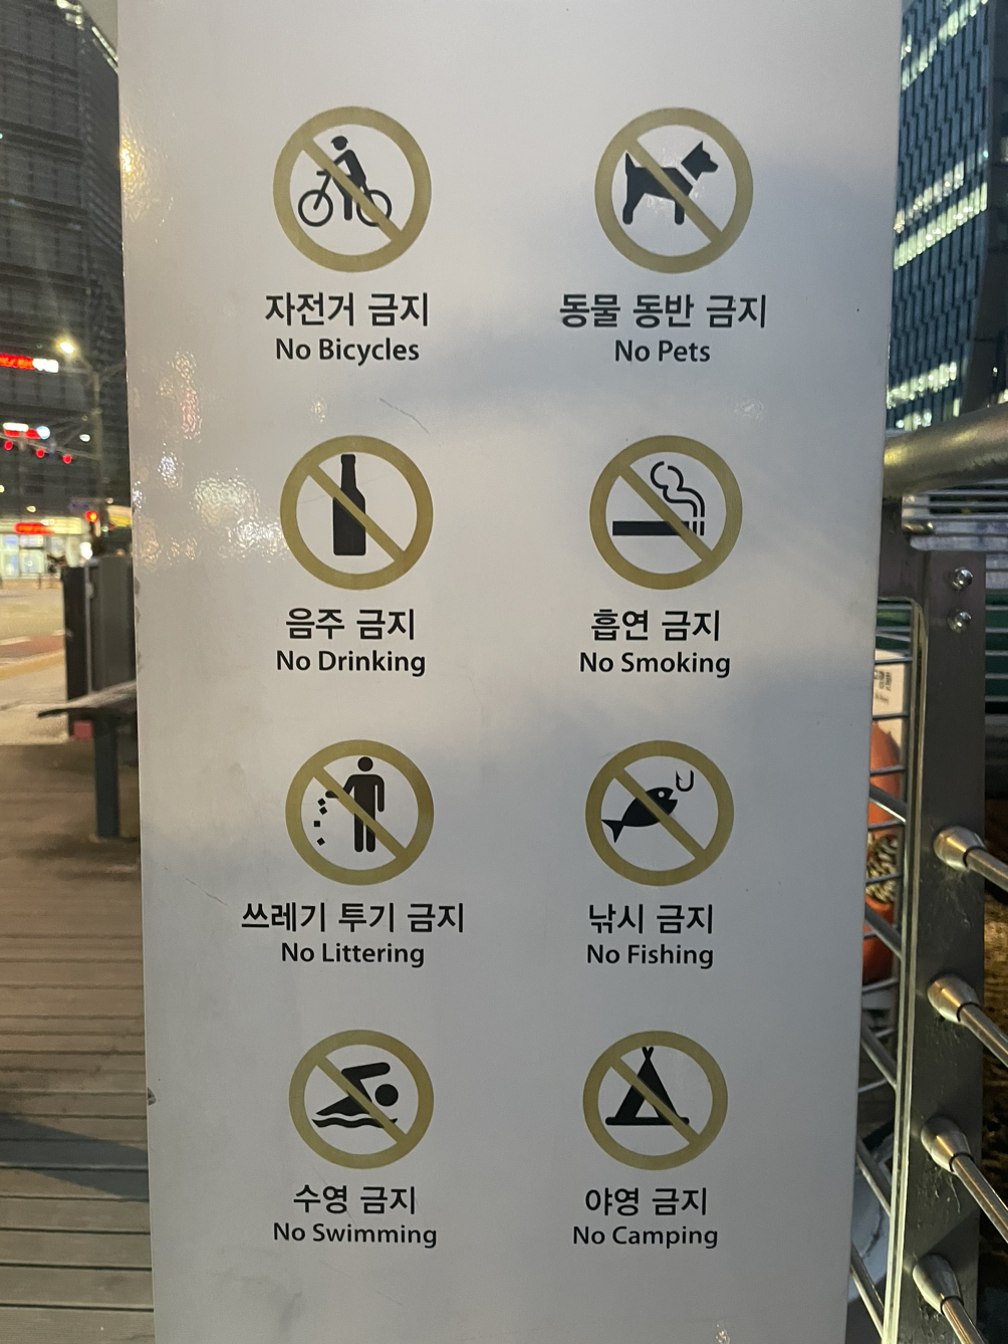 자전거 금지
No Bicycles
동물 동반 금지
No Pets
음주 금지
No Drinking
흡연 금지
No Smoking
쓰레기 투기 금지
No Littering
낚시 금지
No Fishing
수영 금지
No Swimming
야영 금지
No Camping